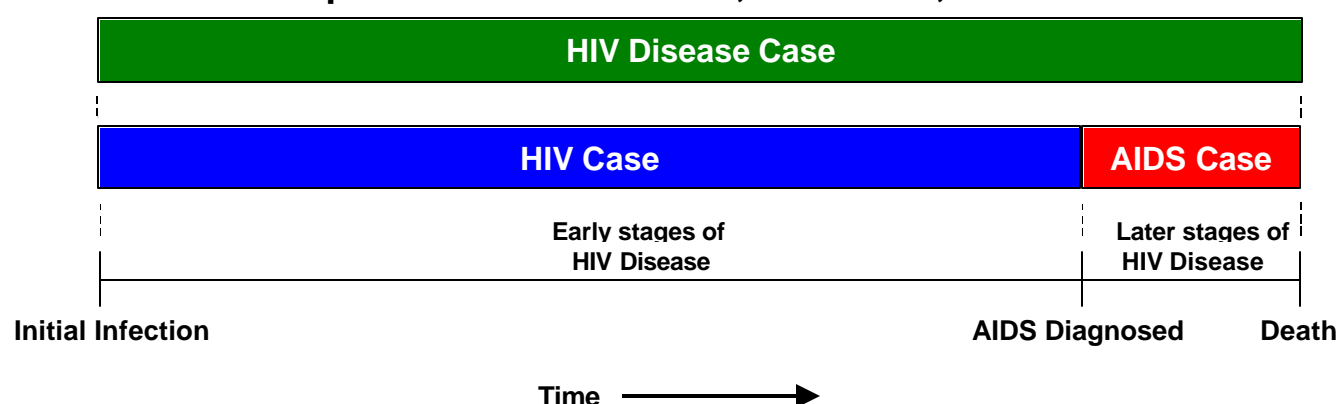 HIV Disease Case
HIV Case
AIDS Case
Early stages of
HIV Disease
Later stages of
HIV Disease
Initial Infection
AIDS Diagnosed
Death
Time